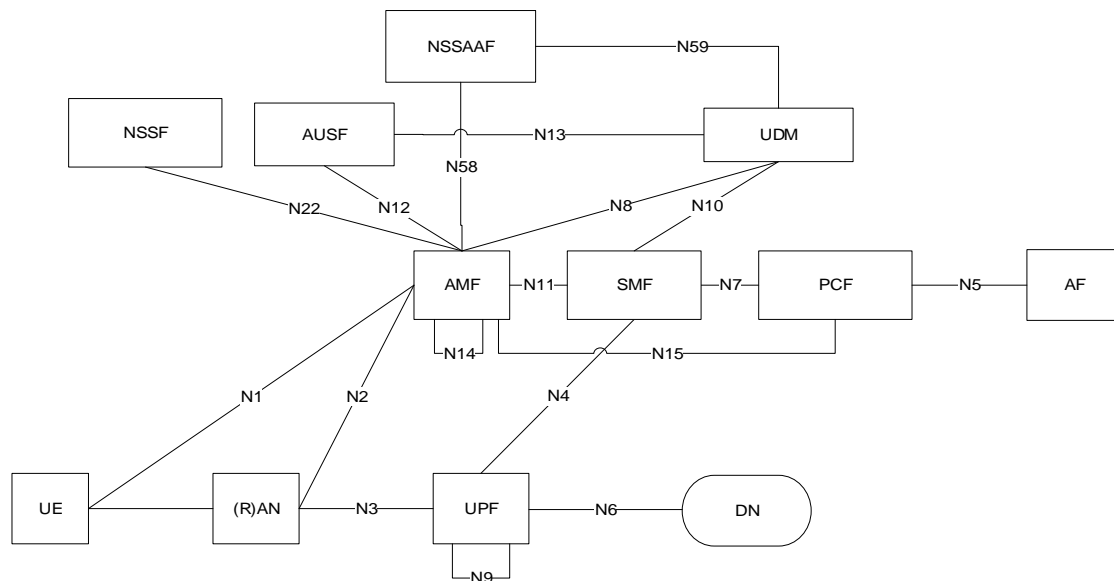 NSSAAF
N59
NSSF
AUSF
N13
UDM
N58
N22
N12
N8
N10
AMF
N11
SMF
N7
PCF
N5
AF
N14
N15
N1
N2
N4
UE
(R)AN
N3
UPF
N6
DN
N9